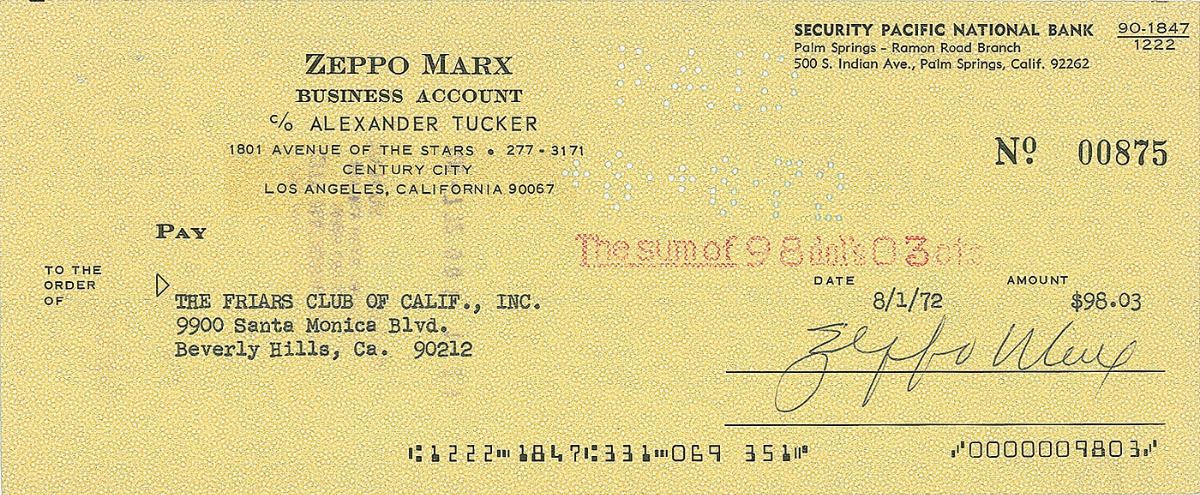 SECURITY PACIFIC NATIONAL BANK 90-1847
Palm Springs - Ramon Road Branch 1222
500 S. Indian Ave., Palm Springs, Calif. 92262
ZEPPO MARX
BUSINESS ACCOUNT
c/o ALEXANDER TUCKER
1801 AVENUE OF THE STARS • 277-3171
CENTURY CITY
LOS ANGELES, CALIFORNIA 90067
Nº 00875
PAY
The sum of 98 dol's 03 cts
TO THE
ORDER
OF
THE FRIARS CLUB OF CALIF., INC.
9900 Santa Monica Blvd.
Beverly Hills, Ca. 90212
DATE AMOUNT
8/1/72 $98.03
Zeppo Marx
⑆1222⑉1847⑆331⑉069 351⑈ ⑇0000009803⑇